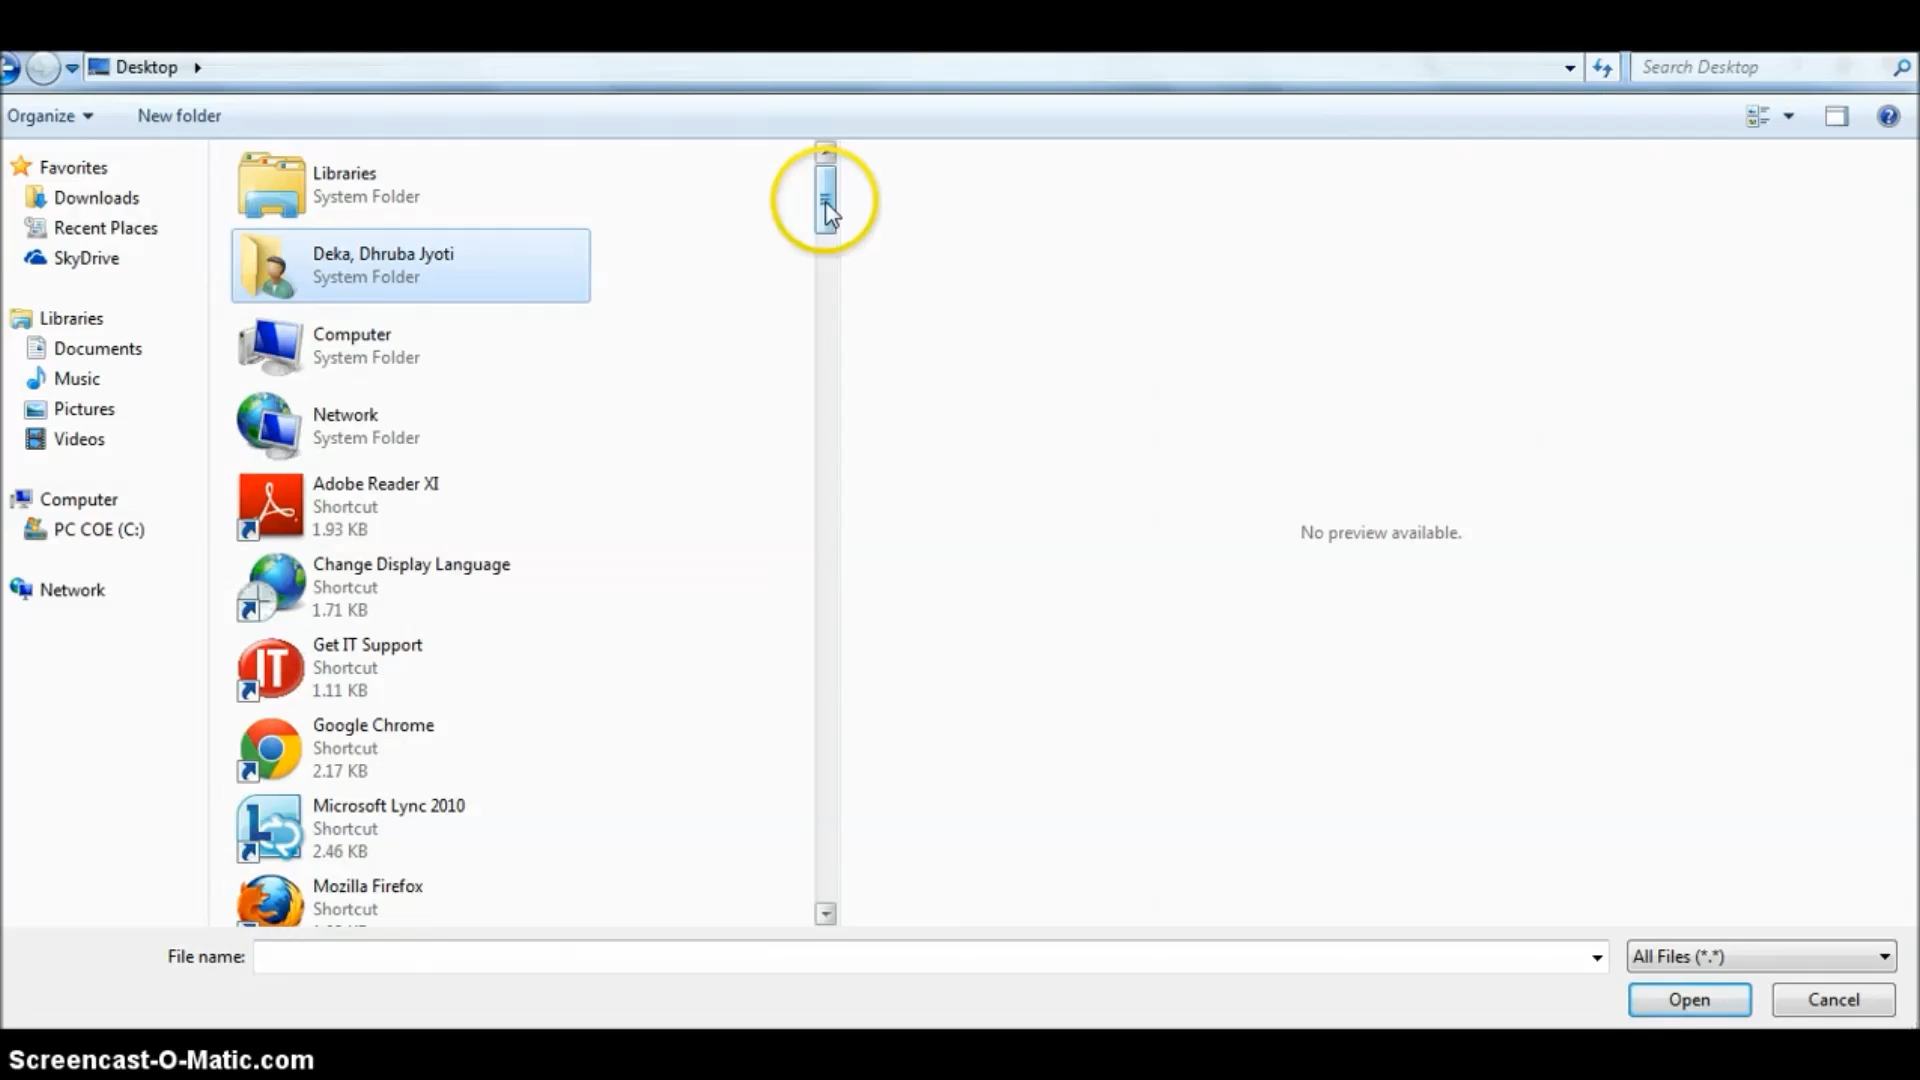 Desktop
Search Desktop
Organize
New folder
Favorites
Downloads
Recent Places
SkyDrive
Libraries
Documents
Music
Pictures
Videos
Computer
PC COE (C:)
Network
Libraries
System Folder
Deka, Dhruba Jyoti
System Folder
Computer
System Folder
Network
System Folder
Adobe Reader XI
Shortcut
1.93 KB
Change Display Language
Shortcut
1.71 KB
IT
Get IT Support
Shortcut
1.11 KB
Google Chrome
Shortcut
2.17 KB
L
Microsoft Lync 2010
Shortcut
2.46 KB
Mozilla Firefox
Shortcut
No preview available.
File name:
All Files (*.*)
Open
Cancel
Screencast-O-Matic.com